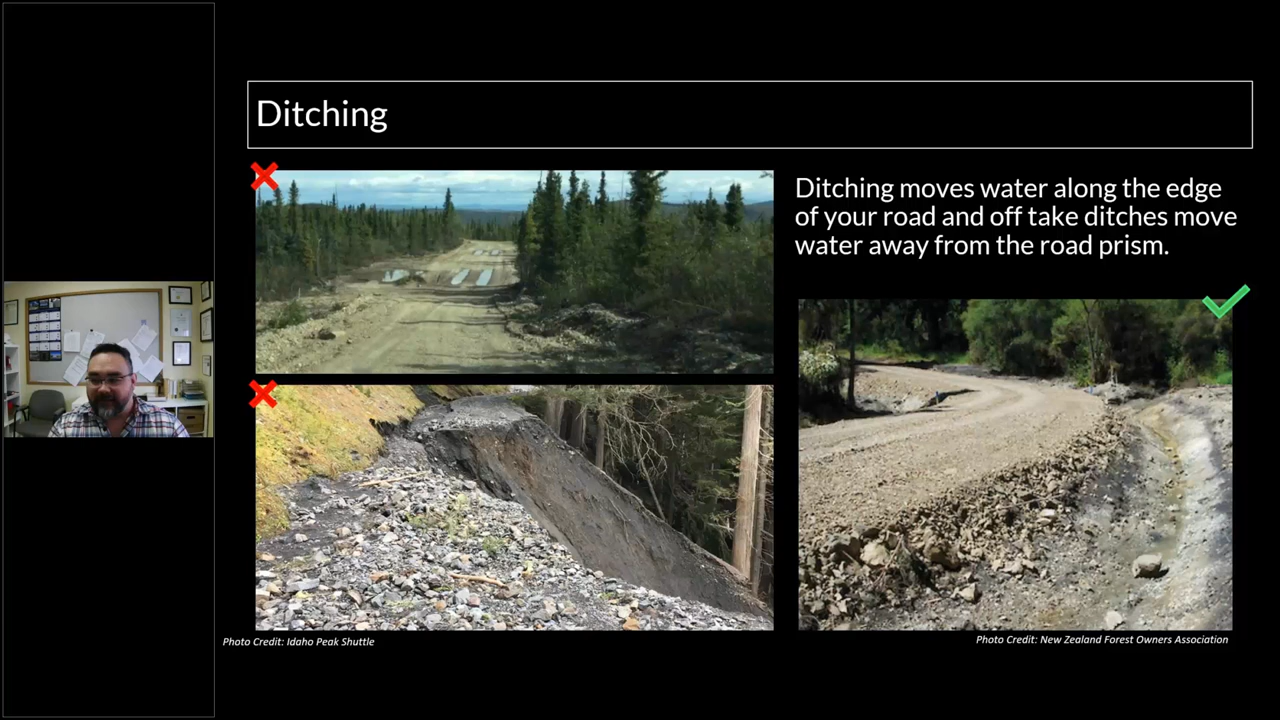 Ditching
Ditching moves water along the edge
of your road and off take ditches move
water away from the road prism.
Photo Credit: Idaho Peak Shuttle
Photo Credit: New Zealand Forest Owners Association